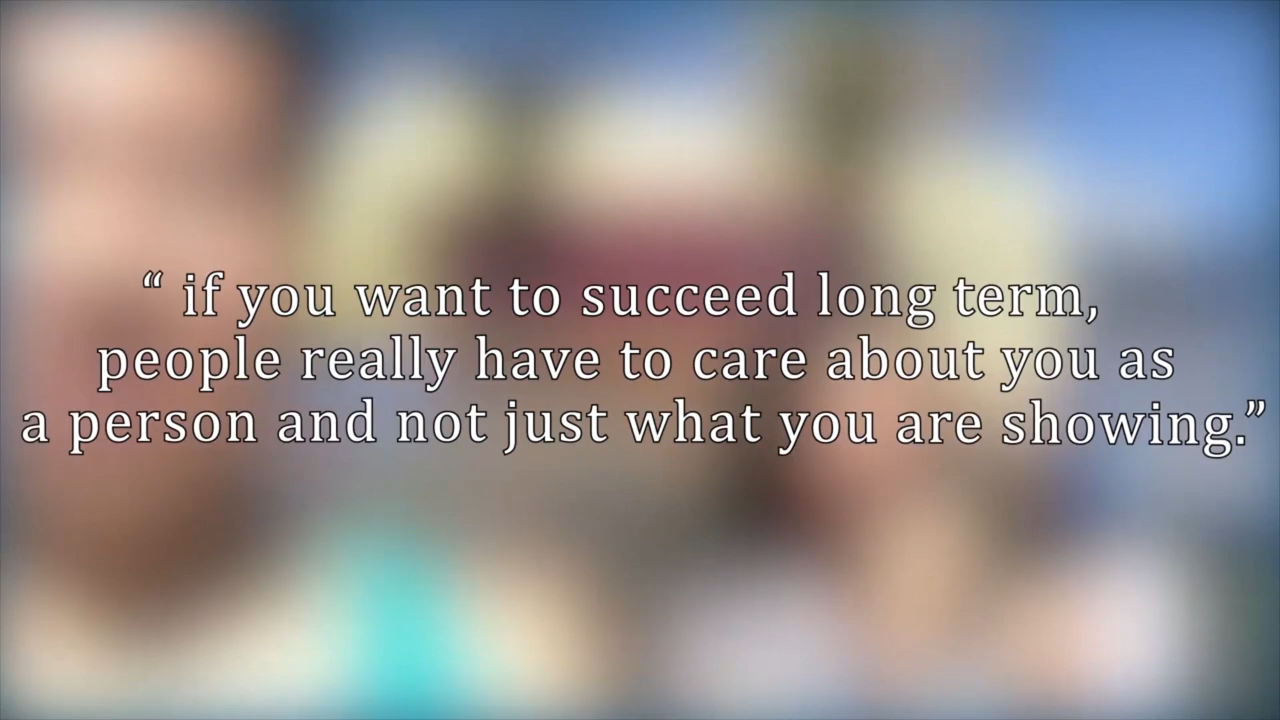 “ if you want to succeed long term,
people really have to care about you as
a person and not just what you are showing.”